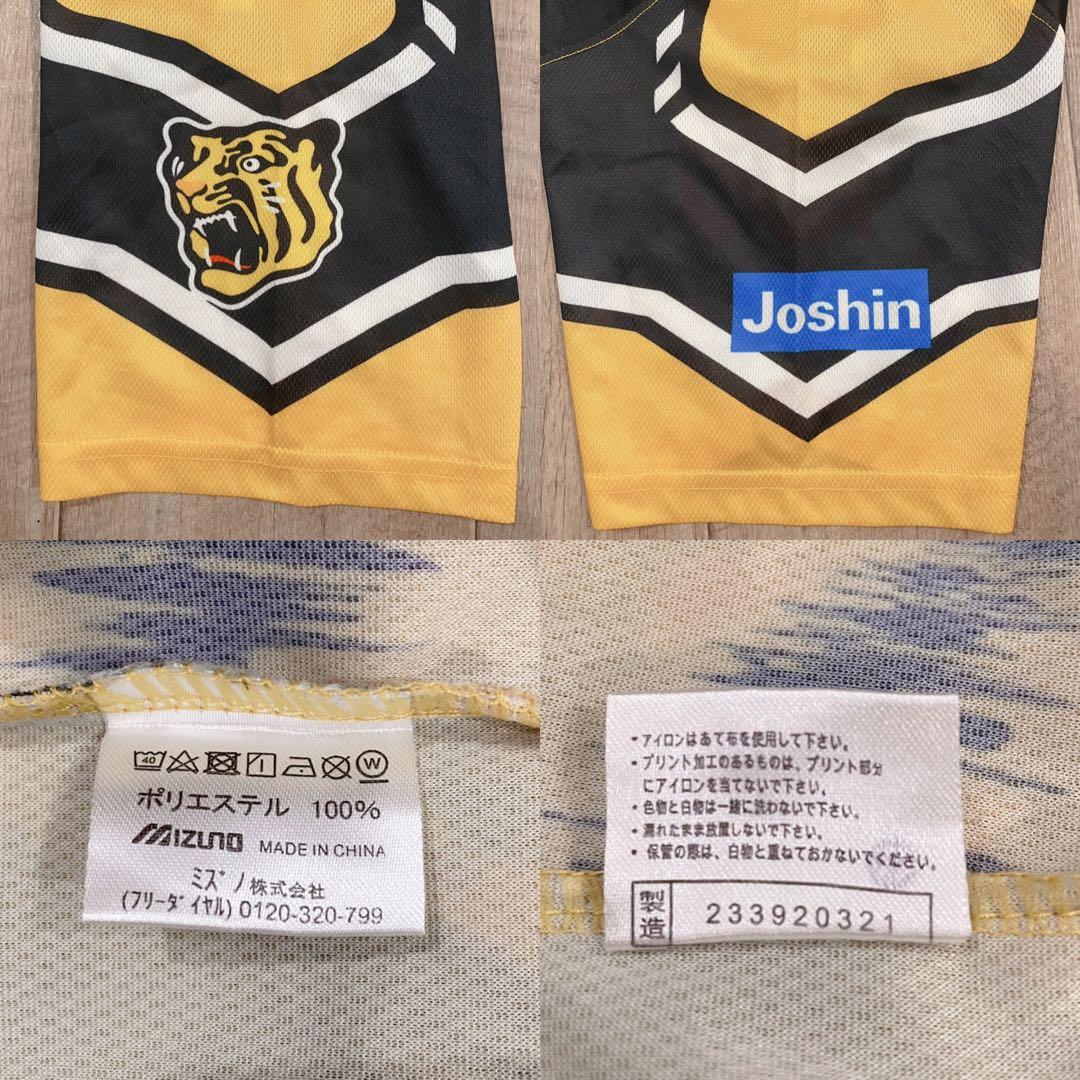 Joshin
40 W
ポリエステル 100%
MIZUNO MADE IN CHINA
ミズノ株式会社
(フリーダイヤル) 0120-320-799
・アイロンはあて布を使用して下さい。
・プリント加工のあるものは、プリント部分
にアイロンを当てないで下さい。
・色物と白物は一緒に洗わないで下さい。
・濡れたまま放置しないで下さい。
・保管の際は、白物と重ねておかないでください。
製造 233920321